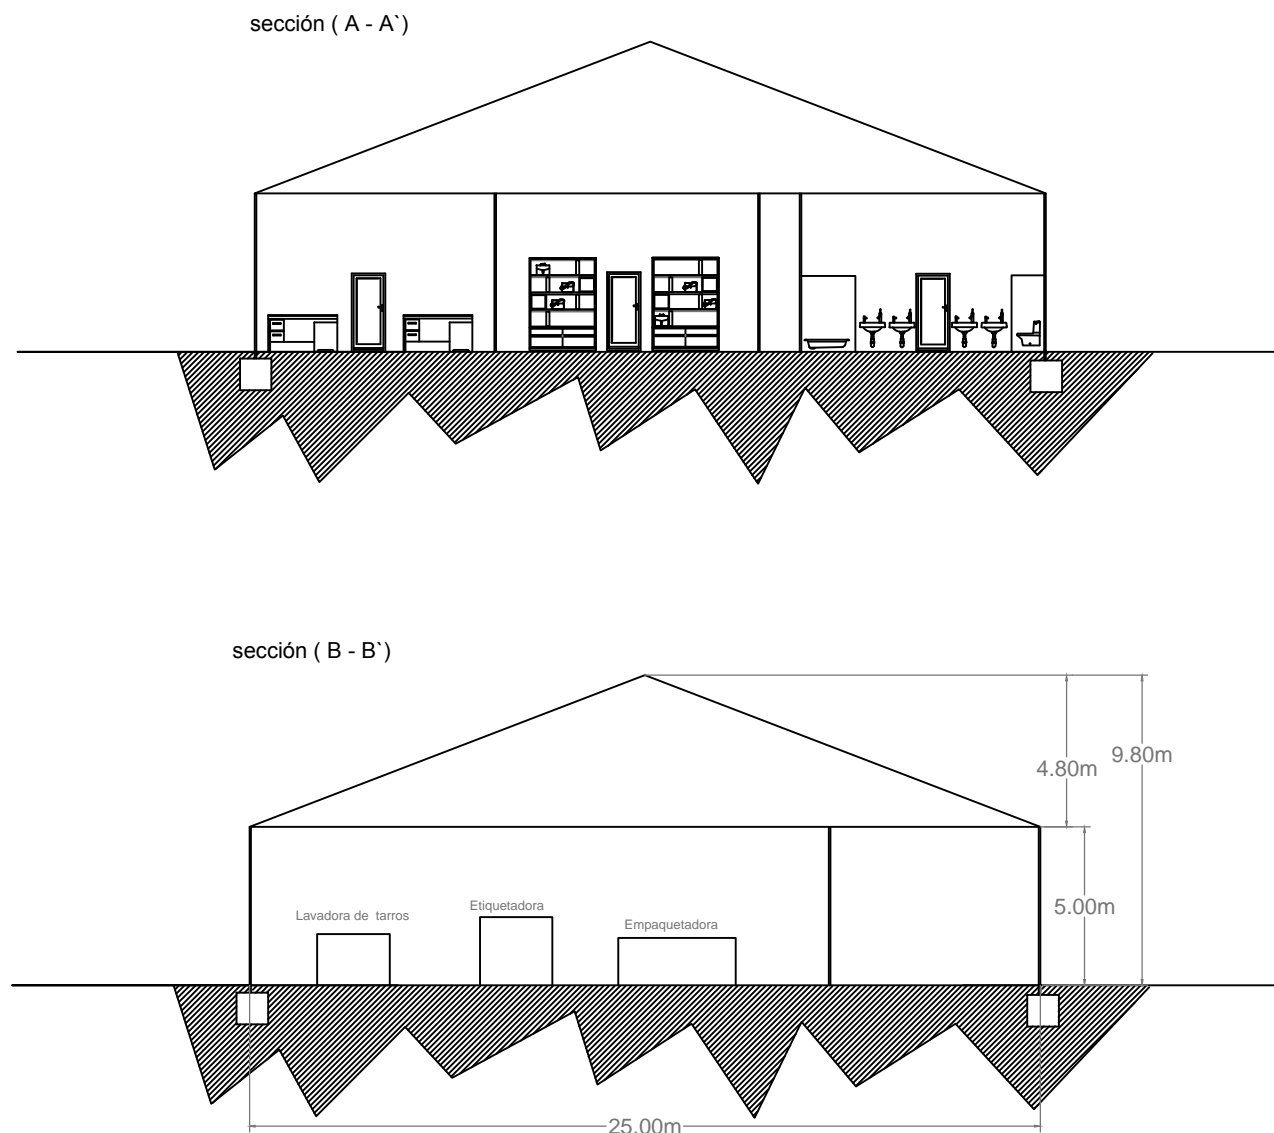 sección ( A - A`)
sección ( B - B`)
9.80m
4.80m
5.00m
Etiquetadora
Lavadora de tarros
Empaquetadora
25.00m